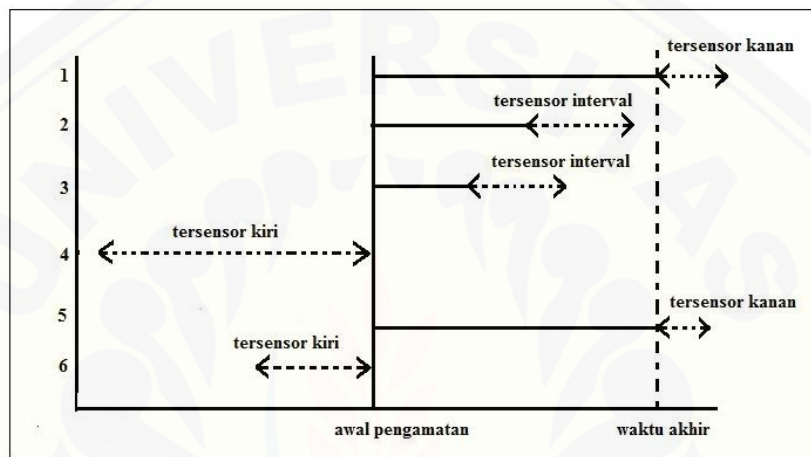 1
tersensor kanan
tersensor interval
2
tersensor interval
3
tersensor kiri
4
tersensor kanan
5
tersensor kiri
6
awal pengamatan
waktu akhir
UNIVERSITAS